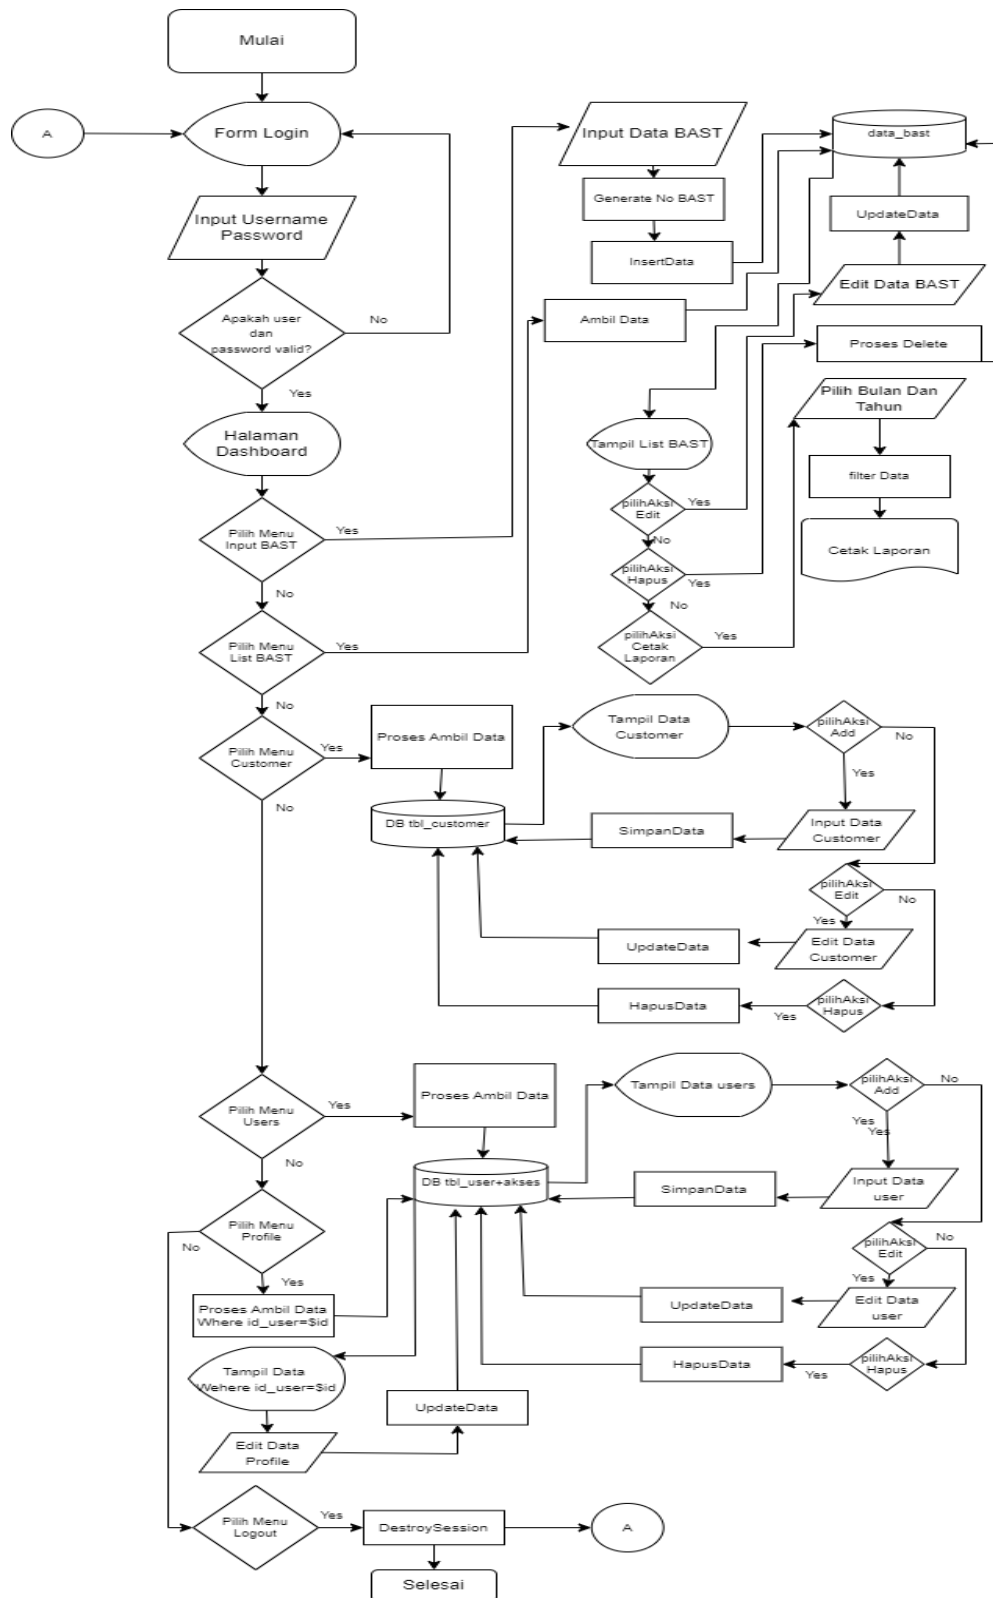 Mulai
A
Form Login
Input Username
Password
Apakah user
dan
password valid?
No
Yes
Halaman
Dashboard
Pilih Menu
Input BAST
Yes
No
Pilih Menu
List BAST
Yes
No
Pilih Menu
Customer
Yes
No
Input Data BAST
Generate No BAST
InsertData
Ambil Data
data_bast
UpdateData
Edit Data BAST
Proses Delete
Pilih Bulan Dan
Tahun
filter Data
Cetak Laporan
Tampil List BAST
pilihAksi
Edit
Yes
No
pilihAksi
Hapus
Yes
No
pilihAksi
Cetak
Laporan
Yes
Proses Ambil Data
DB tbl_customer
Tampil Data
Customer
pilihAksi
Add
No
Yes
Input Data
Customer
SimpanData
pilihAksi
Edit
No
Yes
Edit Data
Customer
UpdateData
pilihAksi
Hapus
Yes
HapusData
Pilih Menu
Users
Yes
No
Proses Ambil Data
DB tbl_user+akses
Tampil Data users
pilihAksi
Add
No
Yes
Yes
Input Data
user
SimpanData
pilihAksi
Edit
No
Yes
Edit Data
user
UpdateData
pilihAksi
Hapus
Yes
HapusData
Pilih Menu
Profile
No
Yes
Proses Ambil Data
Where id_user=$id
Tampil Data
Wehere id_user=$id
Edit Data
Profile
UpdateData
Pilih Menu
Logout
Yes
DestroySession
A
Selesai